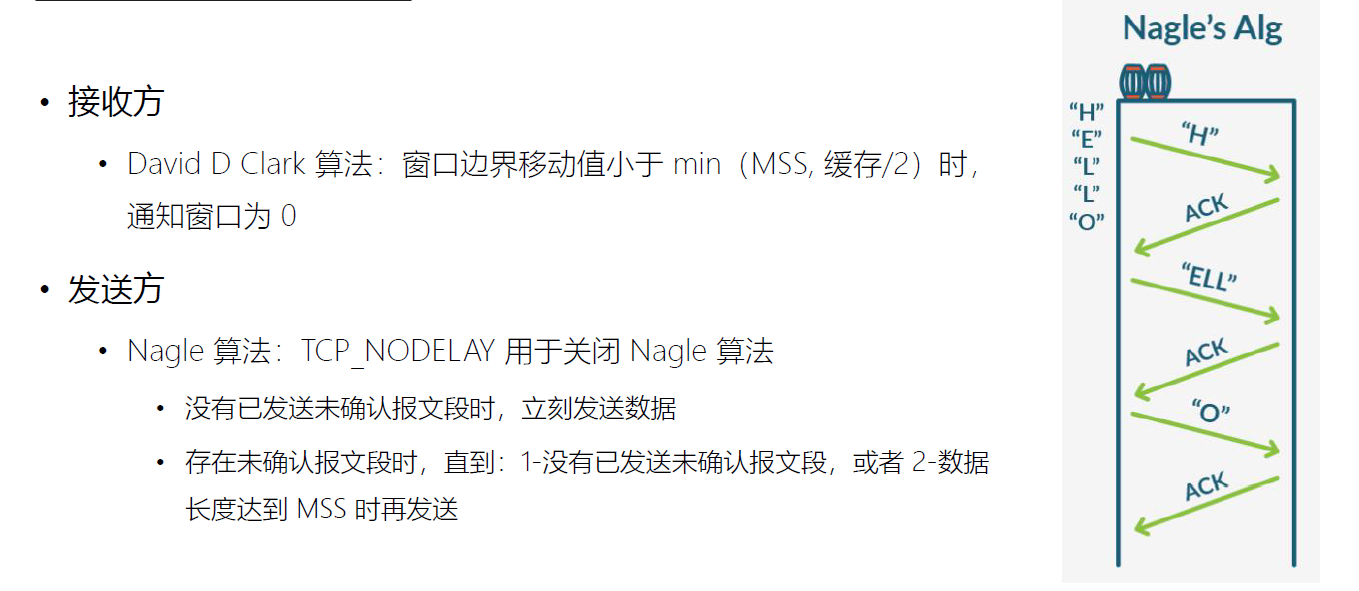 • 接收方
• David D Clark 算法：窗口边界移动值小于 min（MSS, 缓存/2）时，
通知窗口为 0
• 发送方
• Nagle 算法：TCP_NODELAY 用于关闭 Nagle 算法
• 没有已发送未确认报文段时，立刻发送数据
• 存在未确认报文段时，直到：1-没有已发送未确认报文段，或者 2-数据
长度达到 MSS 时再发送
Nagle’s Alg
“H”
“E”
“L”
“L”
“O”
“H”
ACK
“ELL”
ACK
“O”
ACK